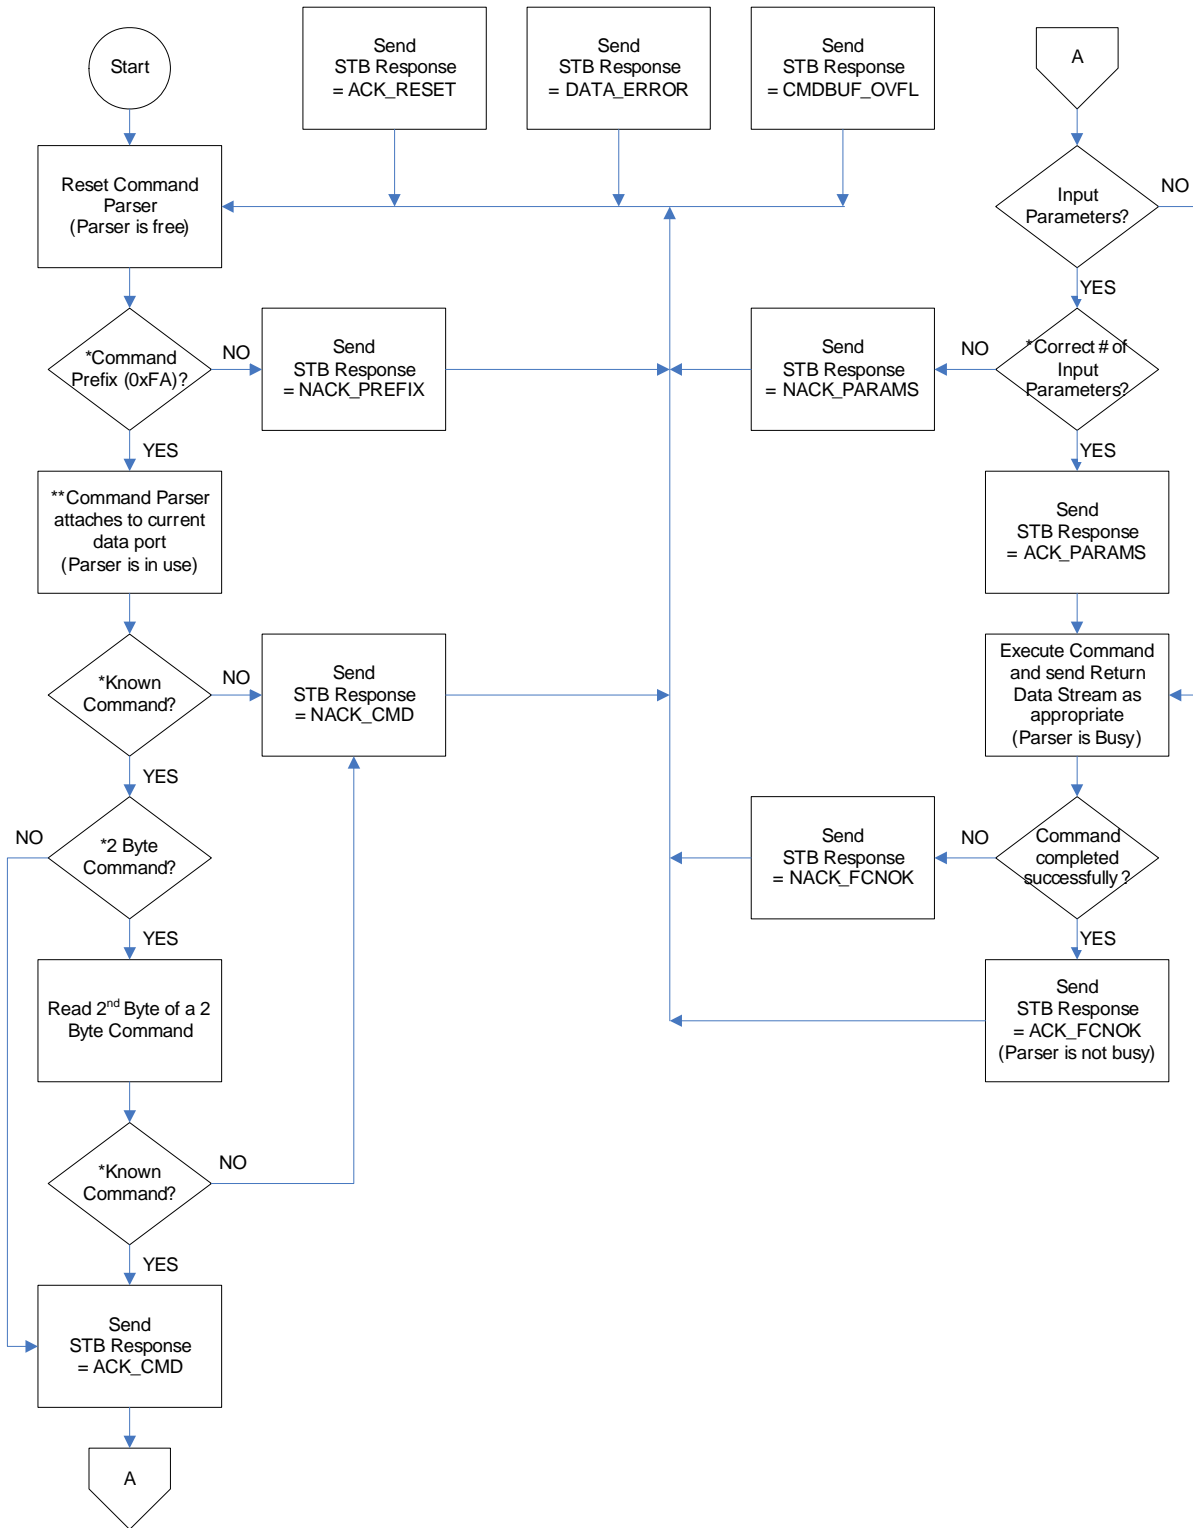 Start
Send
STB Response
= ACK_RESET
Send
STB Response
= DATA_ERROR
Send
STB Response
= CMDBUF_OVFL
A
Reset Command
Parser
(Parser is free)
Input
Parameters?
NO
YES
*Command
Prefix (0xFA)?
NO
Send
STB Response
= NACK_PREFIX
Send
STB Response
= NACK_PARAMS
NO
*Correct # of
Input
Parameters?
YES
YES
**Command Parser
attaches to current
data port
(Parser is in use)
Send
STB Response
= ACK_PARAMS
*Known
Command?
NO
Send
STB Response
= NACK_CMD
Execute Command
and send Return
Data Stream as
appropriate
(Parser is Busy)
YES
NO
*2 Byte
Command?
Send
STB Response
= NACK_FCNOK
NO
Command
completed
successfully?
YES
YES
Read 2nd Byte of a 2
Byte Command
Send
STB Response
= ACK_FCNOK
(Parser is not busy)
*Known
Command?
NO
YES
Send
STB Response
= ACK_CMD
A